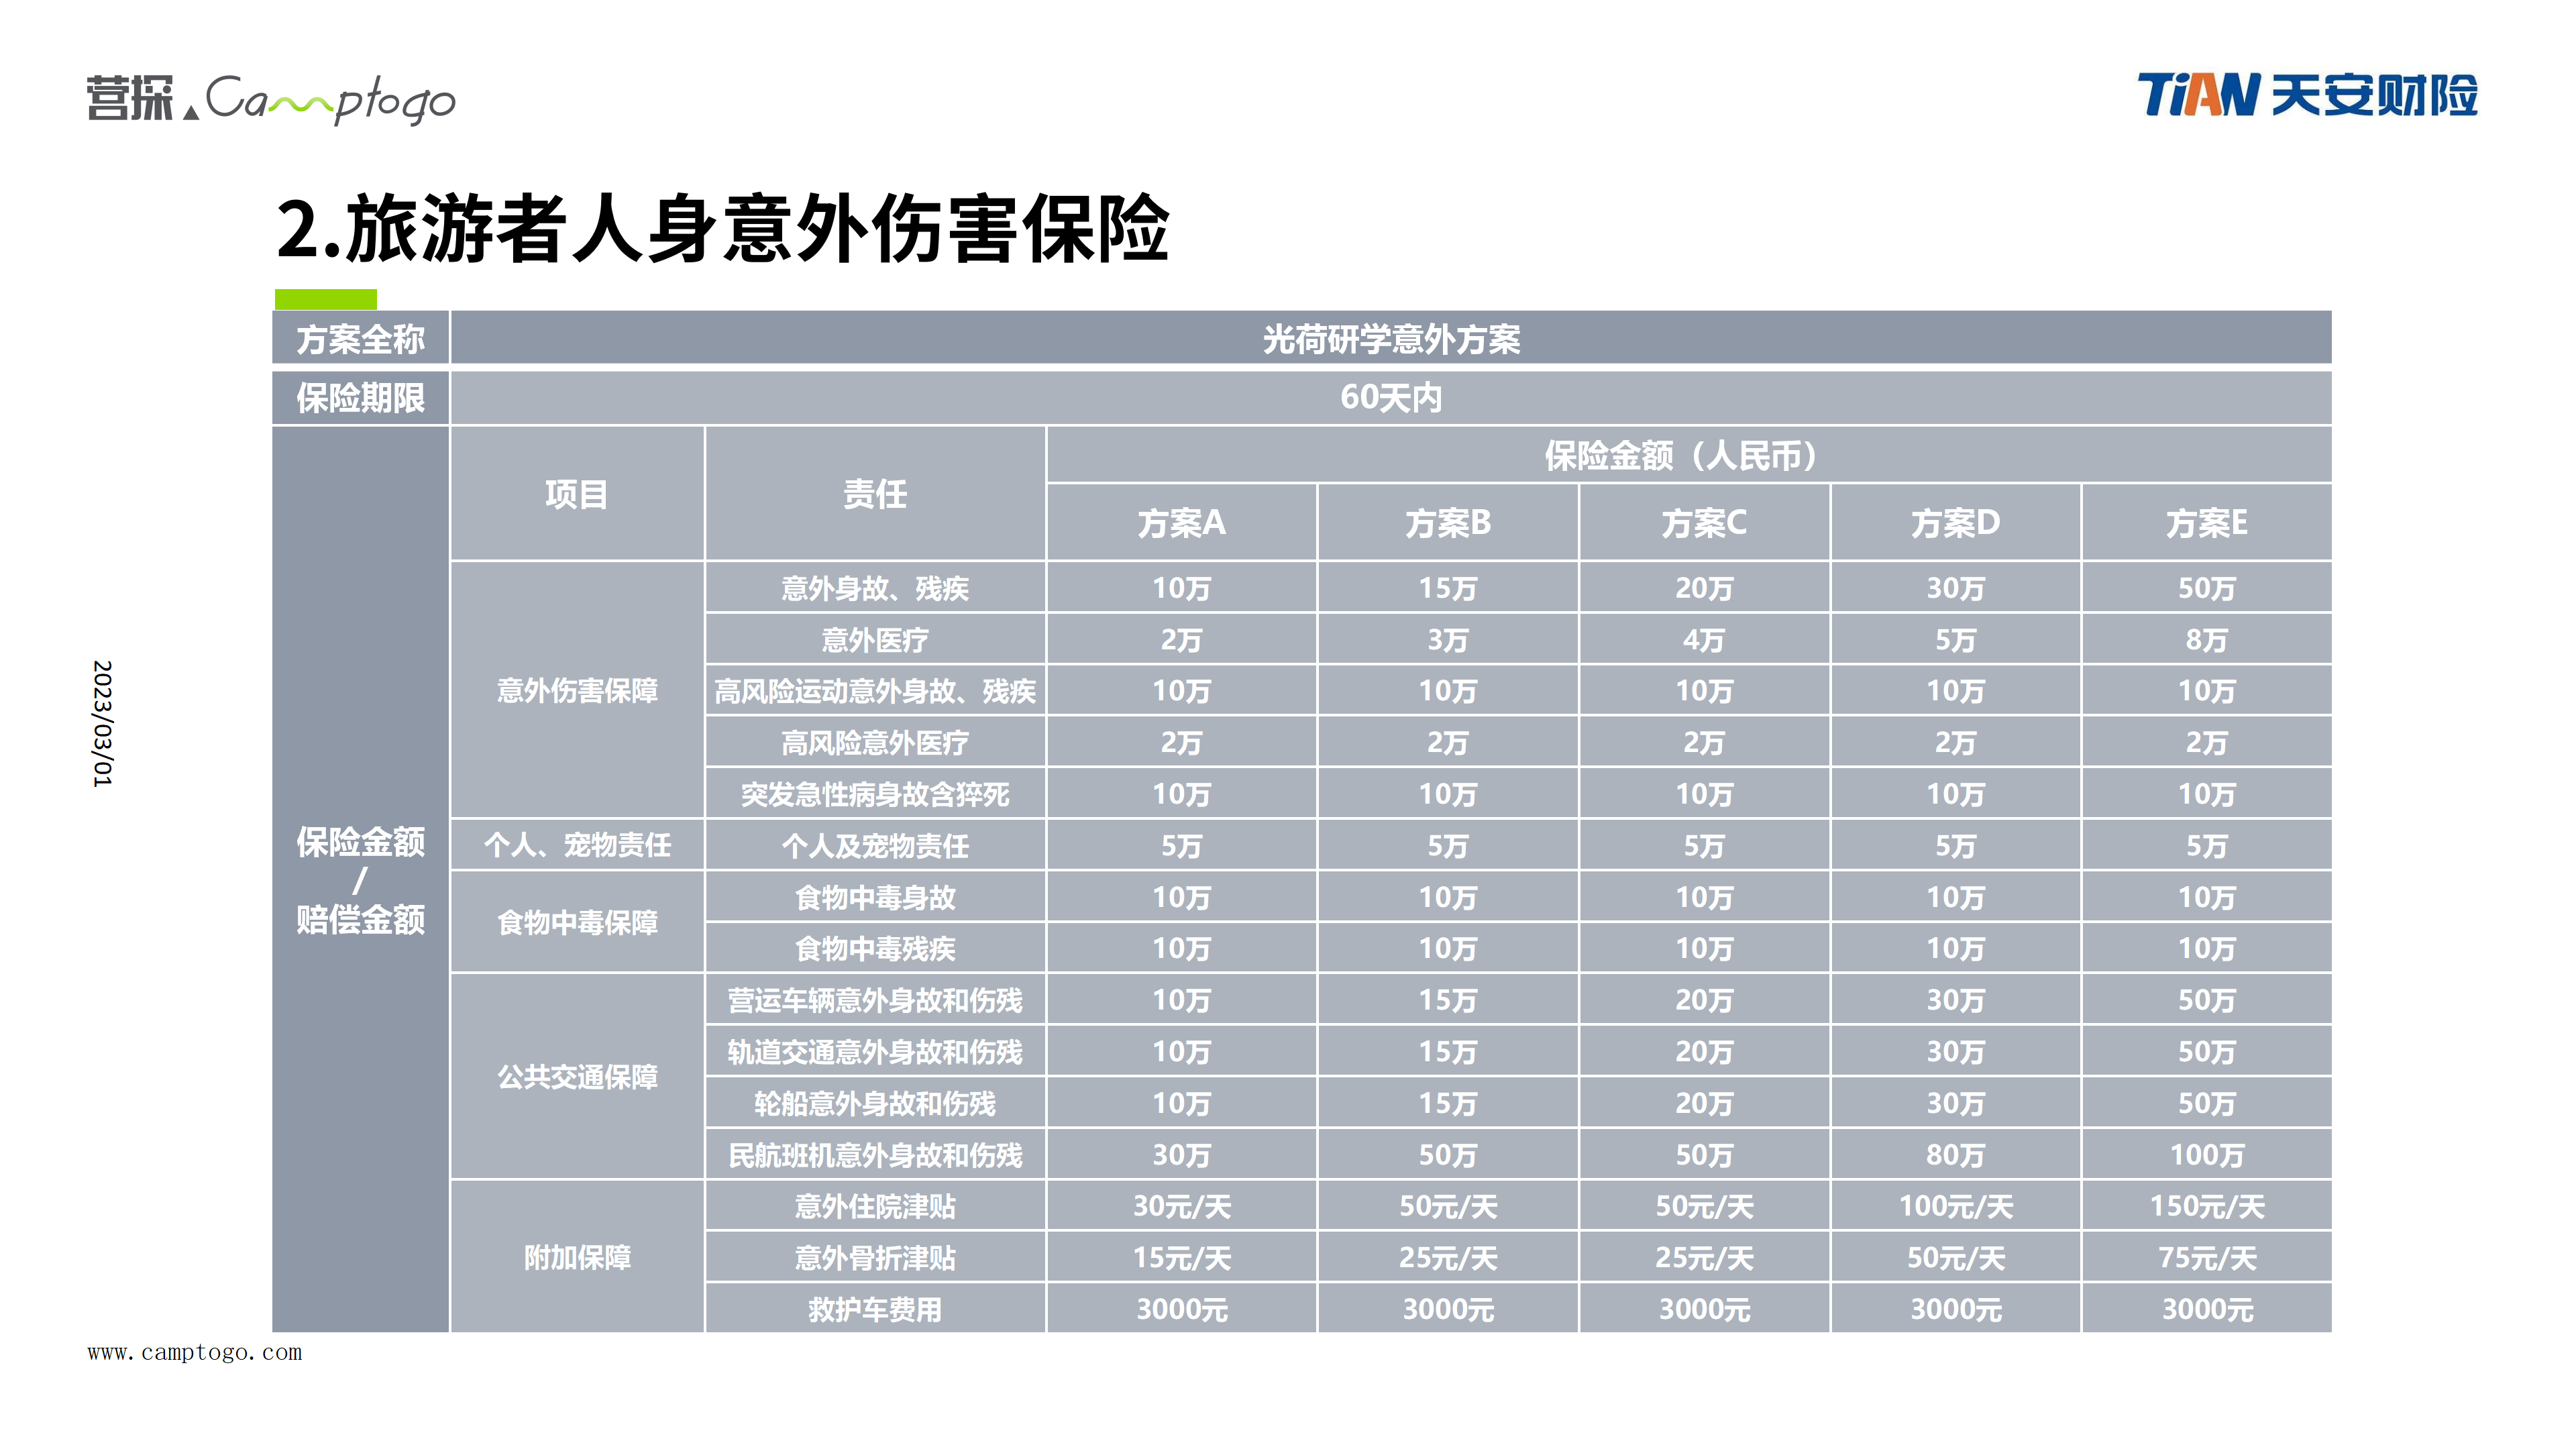 营探 Camptogo
TiAN 天安财险
2.旅游者人身意外伤害保险
方案全称 光荷研学意外方案
保险期限 60天内
项目 责任 保险金额（人民币）
方案A 方案B 方案C 方案D 方案E
保险金额
/
赔偿金额
意外伤害保障
意外身故、残疾 10万 15万 20万 30万 50万
意外医疗 2万 3万 4万 5万 8万
高风险运动意外身故、残疾 10万 10万 10万 10万 10万
高风险意外医疗 2万 2万 2万 2万 2万
突发急性病身故含猝死 10万 10万 10万 10万 10万
个人、宠物责任 个人及宠物责任 5万 5万 5万 5万 5万
食物中毒保障
食物中毒身故 10万 10万 10万 10万 10万
食物中毒残疾 10万 10万 10万 10万 10万
公共交通保障
营运车辆意外身故和伤残 10万 15万 20万 30万 50万
轨道交通意外身故和伤残 10万 15万 20万 30万 50万
轮船意外身故和伤残 10万 15万 20万 30万 50万
民航班机意外身故和伤残 30万 50万 50万 80万 100万
附加保障
意外住院津贴 30元/天 50元/天 50元/天 100元/天 150元/天
意外骨折津贴 15元/天 25元/天 25元/天 50元/天 75元/天
救护车费用 3000元 3000元 3000元 3000元 3000元
2023/03/01
www.camptogo.com